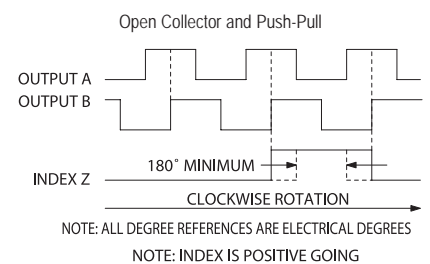 Open Collector and Push-Pull
OUTPUT A
OUTPUT B
180° MINIMUM
INDEX Z
CLOCKWISE ROTATION
NOTE: ALL DEGREE REFERENCES ARE ELECTRICAL DEGREES
NOTE: INDEX IS POSITIVE GOING